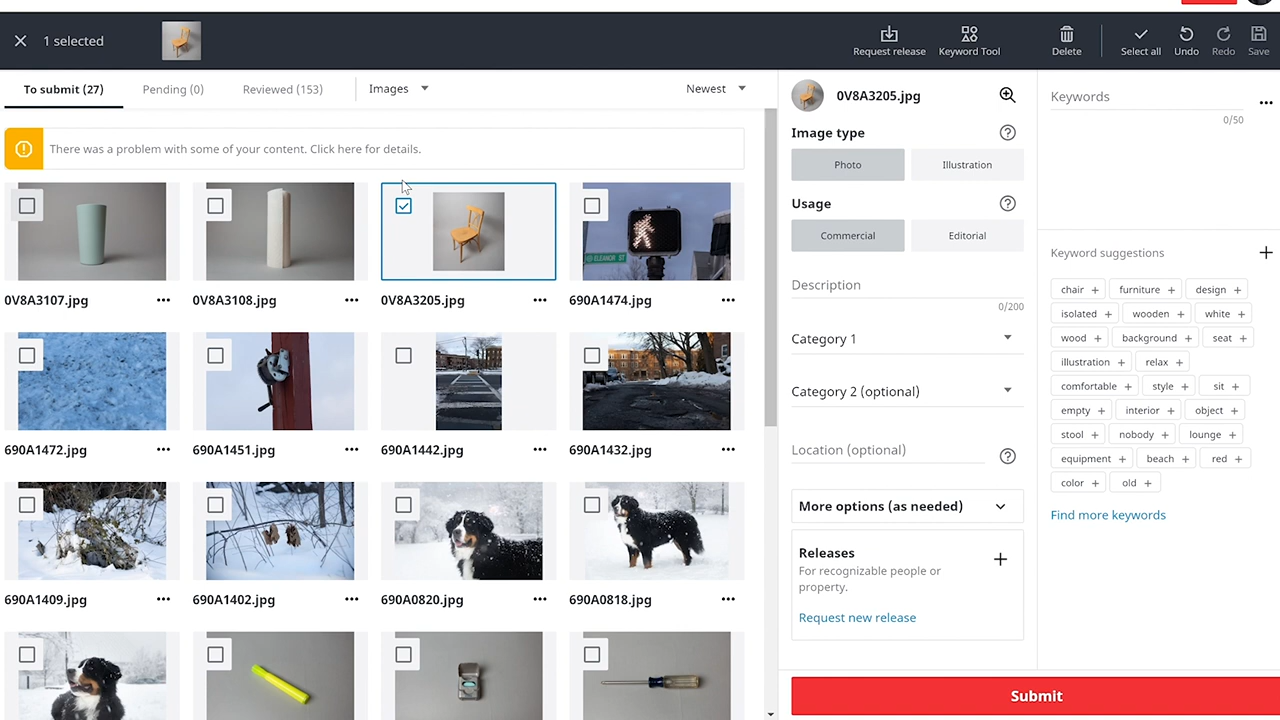 1 selected
Request release
Keyword Tool
Delete
Select all
Undo
Redo
Save
To submit (27)
Pending (0)
Reviewed (153)
Images
Newest
There was a problem with some of your content. Click here for details.
0V8A3107.jpg
0V8A3108.jpg
0V8A3205.jpg
ELEANOR ST
690A1474.jpg
690A1472.jpg
690A1451.jpg
690A1442.jpg
690A1432.jpg
690A1409.jpg
690A1402.jpg
690A0820.jpg
690A0818.jpg
0V8A3205.jpg
Image type
Photo
Illustration
Usage
Commercial
Editorial
Description
0/200
Category 1
Category 2 (optional)
Location (optional)
More options (as needed)
Releases
For recognizable people or
property.
Request new release
Keywords
0/50
Keyword suggestions
chair + furniture + design +
isolated + wooden + white +
wood + background + seat +
illustration + relax +
comfortable + style + sit +
empty + interior + object +
stool + nobody + lounge +
equipment + beach + red +
color + old +
Find more keywords
Submit